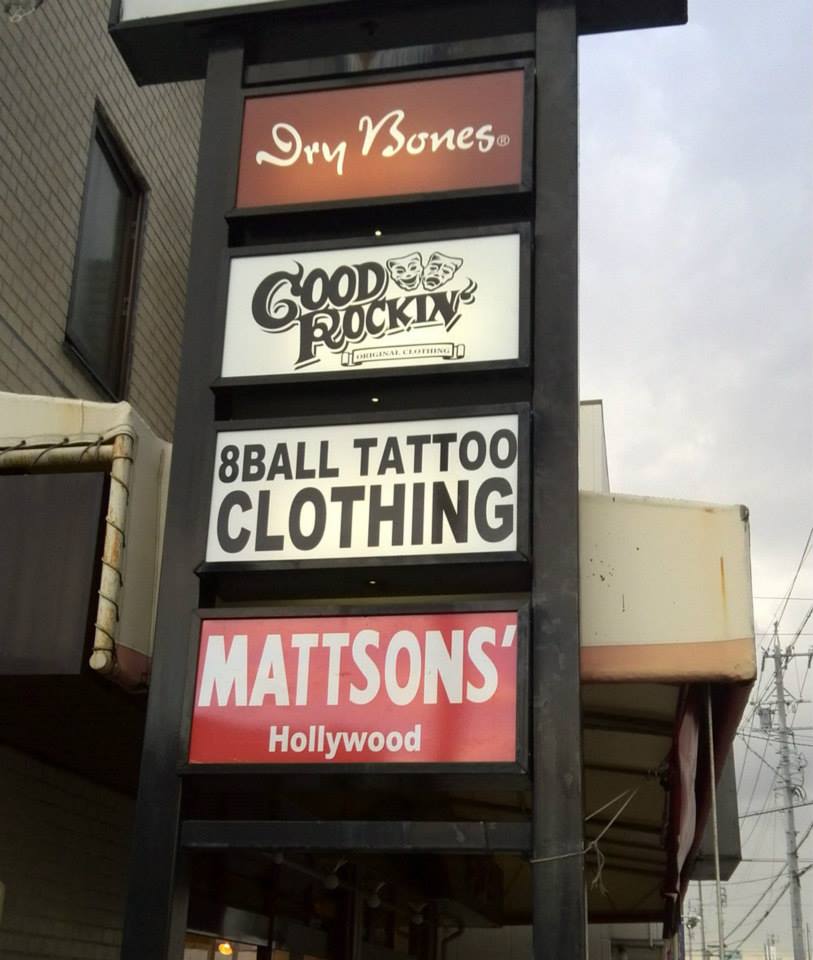 Dry Bones®
GOOD
ROCKIN'
ORIGINAL CLOTHING
8BALL TATTOO
CLOTHING
MATTSONS'
Hollywood